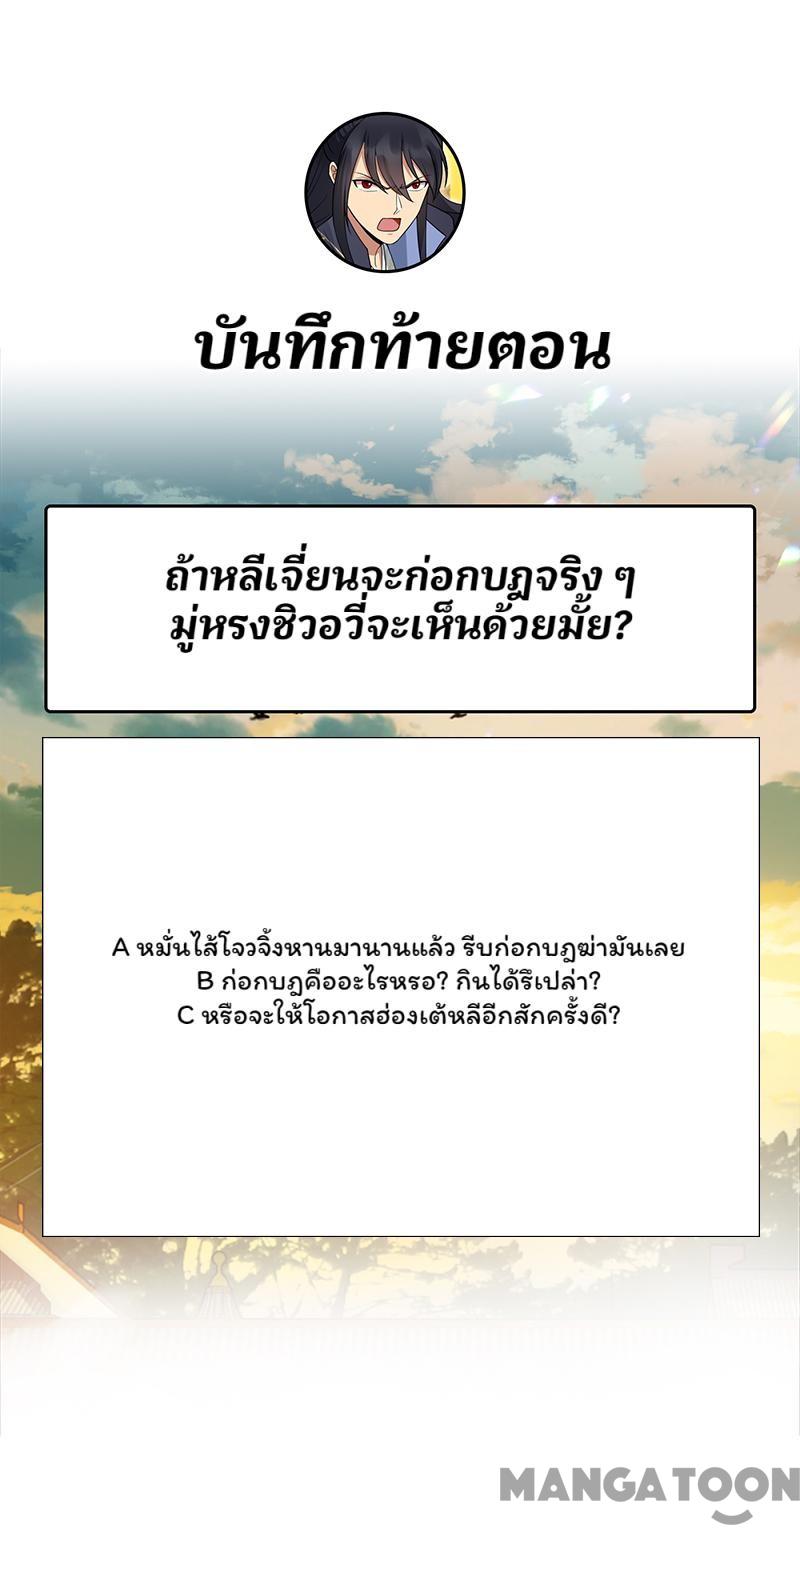 บันทึกท้ายตอน
ถ้าหลีเจี่ยนจะก่อกบฏจริง ๆ
มู่หรงชิวอวี่จะเห็นด้วยมั้ย?
A หมั่นไส้โจวจิ้งหานมานานแล้ว รีบก่อกบฏฆ่ามันเลย
B ก่อกบฏคืออะไรหรอ? กินได้รึเปล่า?
C หรือจะให้โอกาสฮ่องเต้หลีอีกสักครั้งดี?
MANGATOON